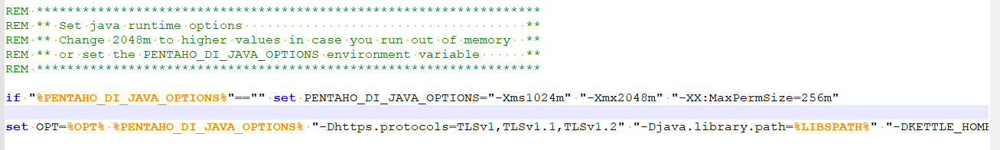 REM ******************************************************************
REM ** Set java runtime options                                     **
REM ** Change 2048m to higher values in case you run out of memory  **
REM ** or set the PENTAHO_DI_JAVA_OPTIONS environment variable      **
REM ******************************************************************
if "%PENTAHO_DI_JAVA_OPTIONS%"=="" set PENTAHO_DI_JAVA_OPTIONS="-Xms1024m" "-Xmx2048m" "-XX:MaxPermSize=256m"
set OPT=%OPT% %PENTAHO_DI_JAVA_OPTIONS% "-Dhttps.protocols=TLSv1,TLSv1.1,TLSv1.2" "-Djava.library.path=%LIBSPATH%" "-DKETTLE_HOME